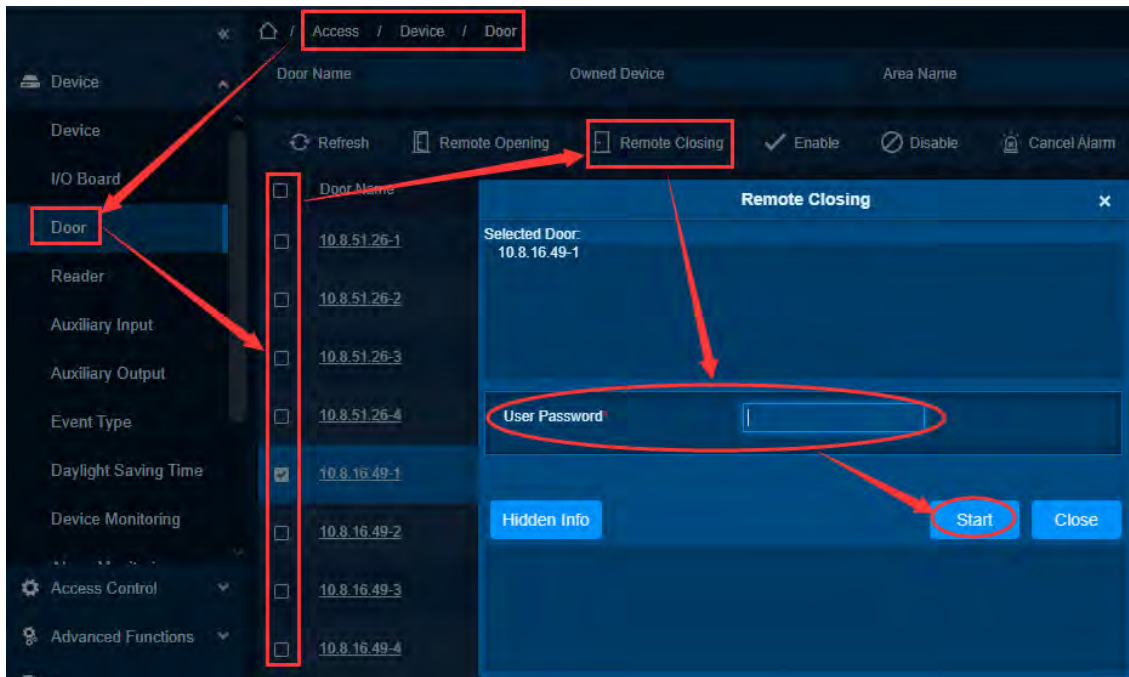 / Access / Device / Door
Device
Device
I/O Board
Door
Reader
Auxiliary Input
Auxiliary Output
Event Type
Daylight Saving Time
Device Monitoring
Access Control
Advanced Functions
Door Name Owned Device Area Name
Refresh Remote Opening Remote Closing Enable Disable Cancel Alarm
Door Name
10.8.51.26-1
10.8.51.26-2
10.8.51.26-3
10.8.51.26-4
10.8.16.49-1
10.8.16.49-2
10.8.16.49-3
10.8.16.49-4
Remote Closing ×
Selected Door:
10.8.16.49-1
User Password*
Hidden Info Start Close